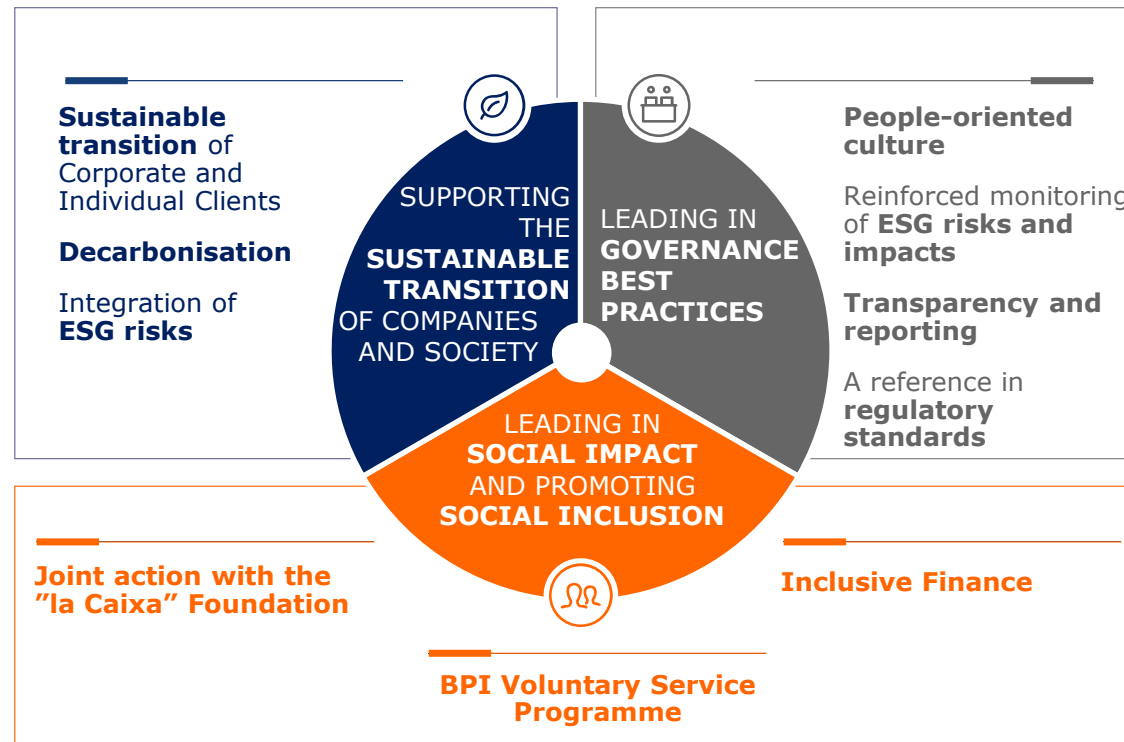 Sustainable
transition of
Corporate and
Individual Clients
Decarbonisation
Integration of
ESG risks
SUPPORTING
THE
SUSTAINABLE
TRANSITION
OF COMPANIES
AND SOCIETY
LEADING IN
GOVERNANCE
BEST
PRACTICES
People-oriented
culture
Reinforced monitoring
of ESG risks and
impacts
Transparency and
reporting
A reference in
regulatory
standards
LEADING IN
SOCIAL IMPACT
AND PROMOTING
SOCIAL INCLUSION
Joint action with the
”la Caixa” Foundation
BPI Voluntary Service
Programme
Inclusive Finance